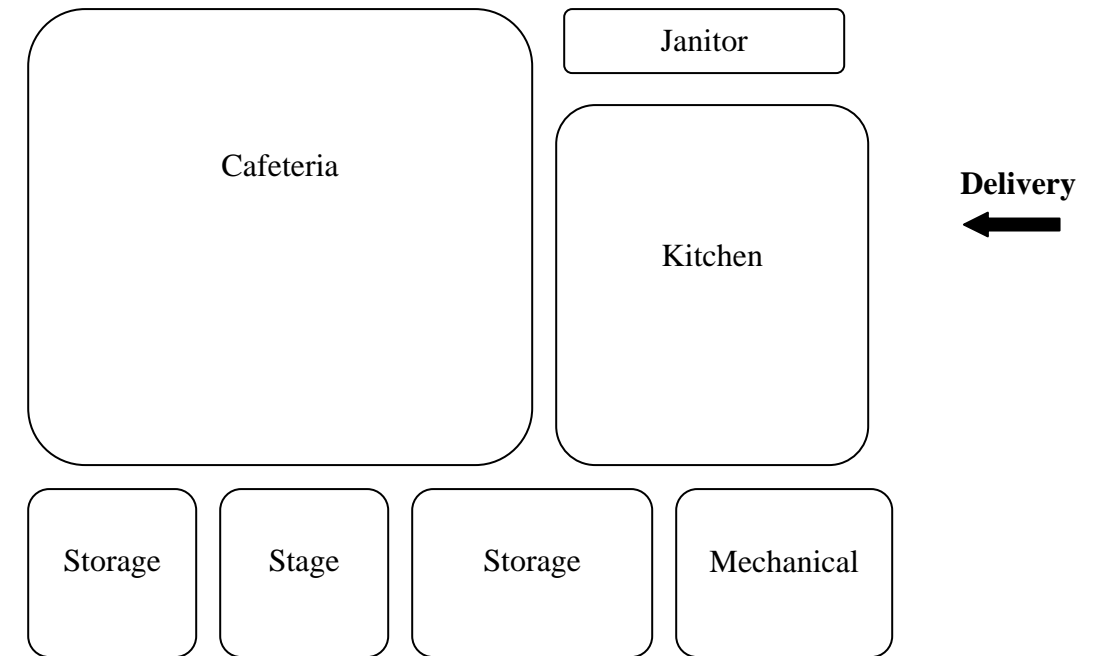 Janitor
Cafeteria
Delivery
Kitchen
Storage
Stage
Storage
Mechanical